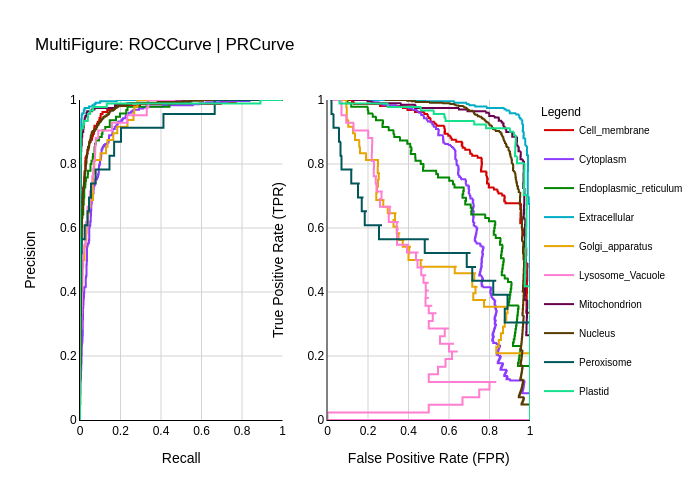 MultiFigure: ROCCurve | PRCurve
Precision
1
0.8
0.6
0.4
0.2
0
0
0.2
0.4
0.6
0.8
1
Recall
True Positive Rate (TPR)
1
0.8
0.6
0.4
0.2
0
0
0.2
0.4
0.6
0.8
1
False Positive Rate (FPR)
Legend
Cell_membrane
Cytoplasm
Endoplasmic_reticulum
Extracellular
Golgi_apparatus
Lysosome_Vacuole
Mitochondrion
Nucleus
Peroxisome
Plastid